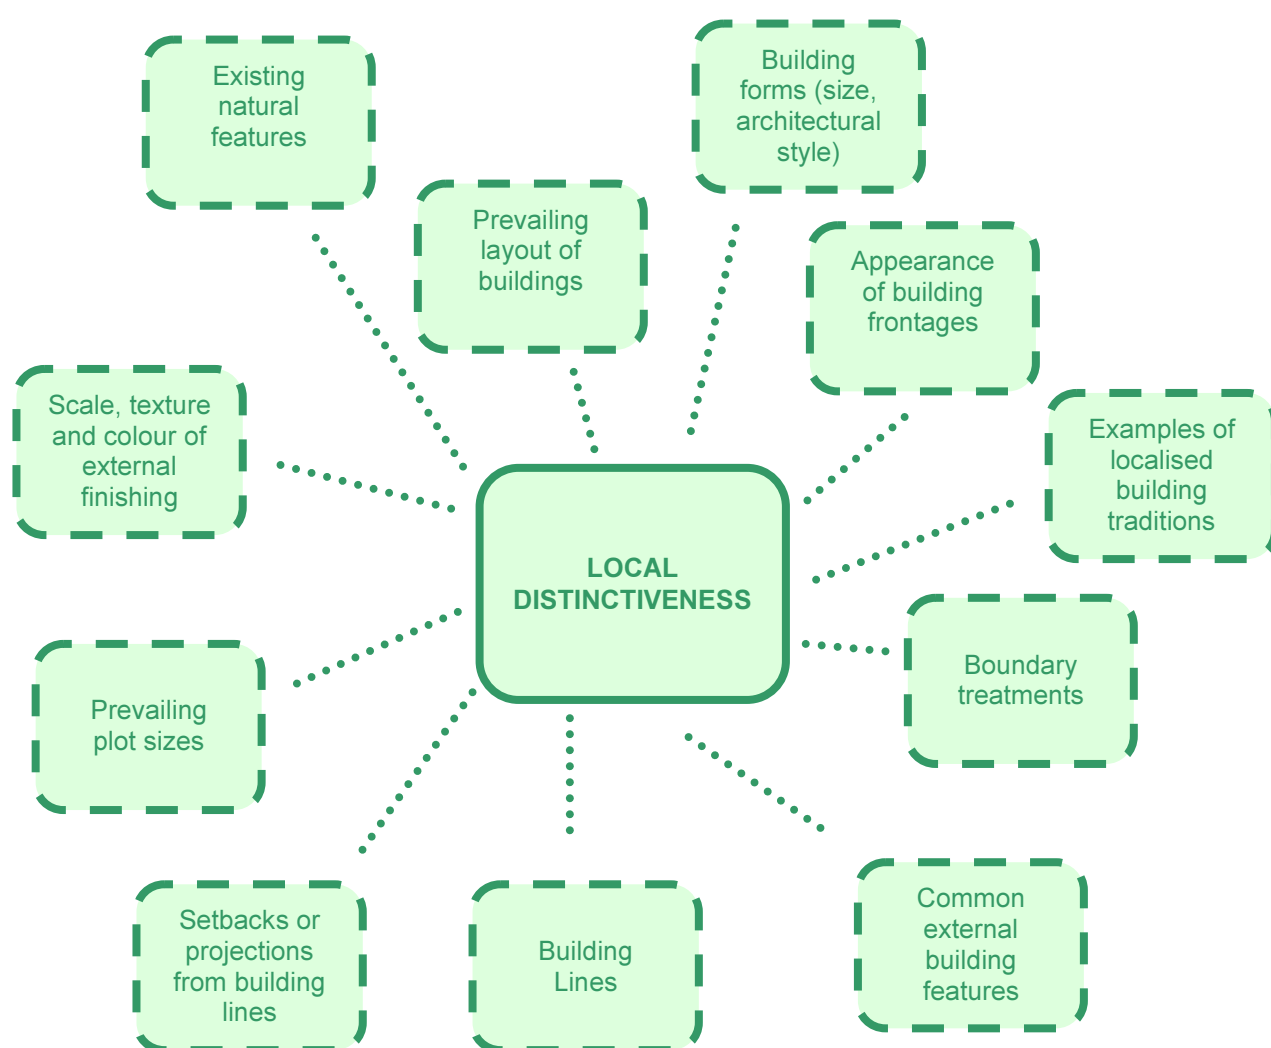 Existing
natural
features
Building
forms (size,
architectural
style)
Prevailing
layout of
buildings
Appearance
of building
frontages
Scale, texture
and colour of
external
finishing
Examples of
localised
building
traditions
LOCAL
DISTINCTIVENESS
Boundary
treatments
Prevailing
plot sizes
Setbacks or
projections
from building
lines
Building
Lines
Common
external
building
features